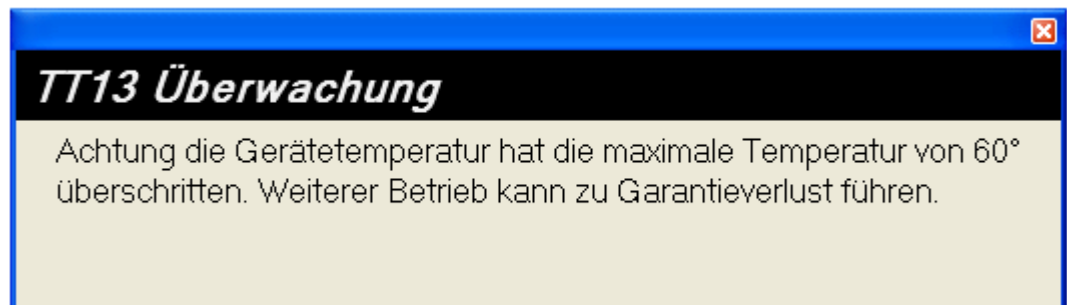 TT13 Überwachung
Achtung die Gerätetemperatur hat die maximale Temperatur von 60°
überschritten. Weiterer Betrieb kann zu Garantieverlust führen.